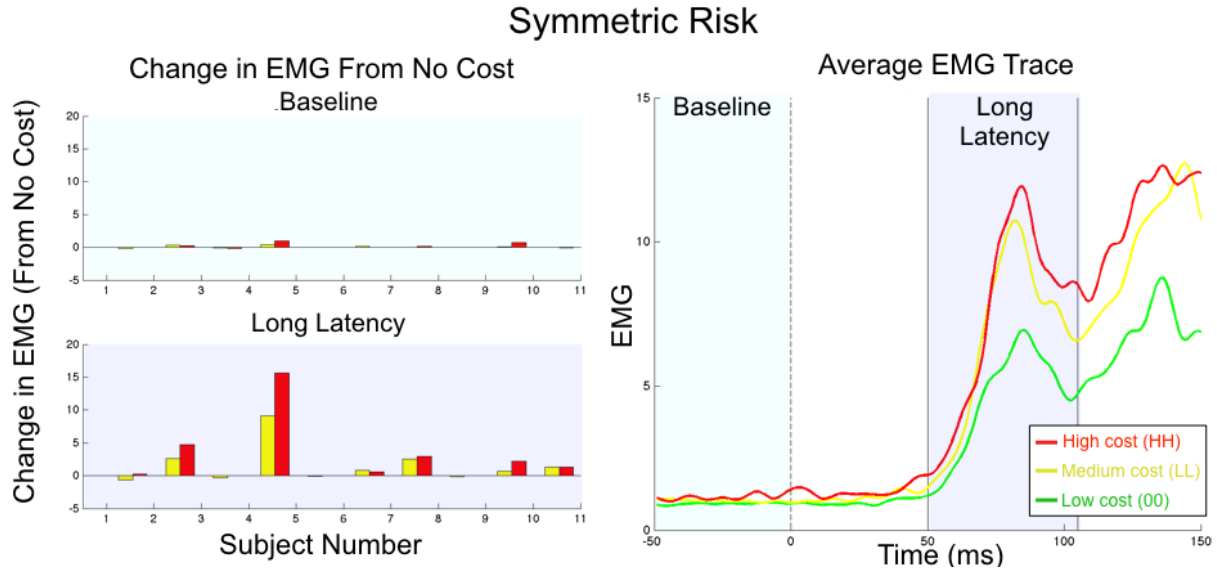 Symmetric Risk
Change in EMG From No Cost
Baseline
Change in EMG (From No Cost)
20
15
10
5
0
-5
1 2 3 4 5 6 7 8 9 10 11
Long Latency
20
15
10
5
0
-5
1 2 3 4 5 6 7 8 9 10 11
Subject Number
Average EMG Trace
15
10
5
0
EMG
Baseline
Long
Latency
High cost (HH)
Medium cost (LL)
Low cost (00)
-50 0 50 100 150
Time (ms)